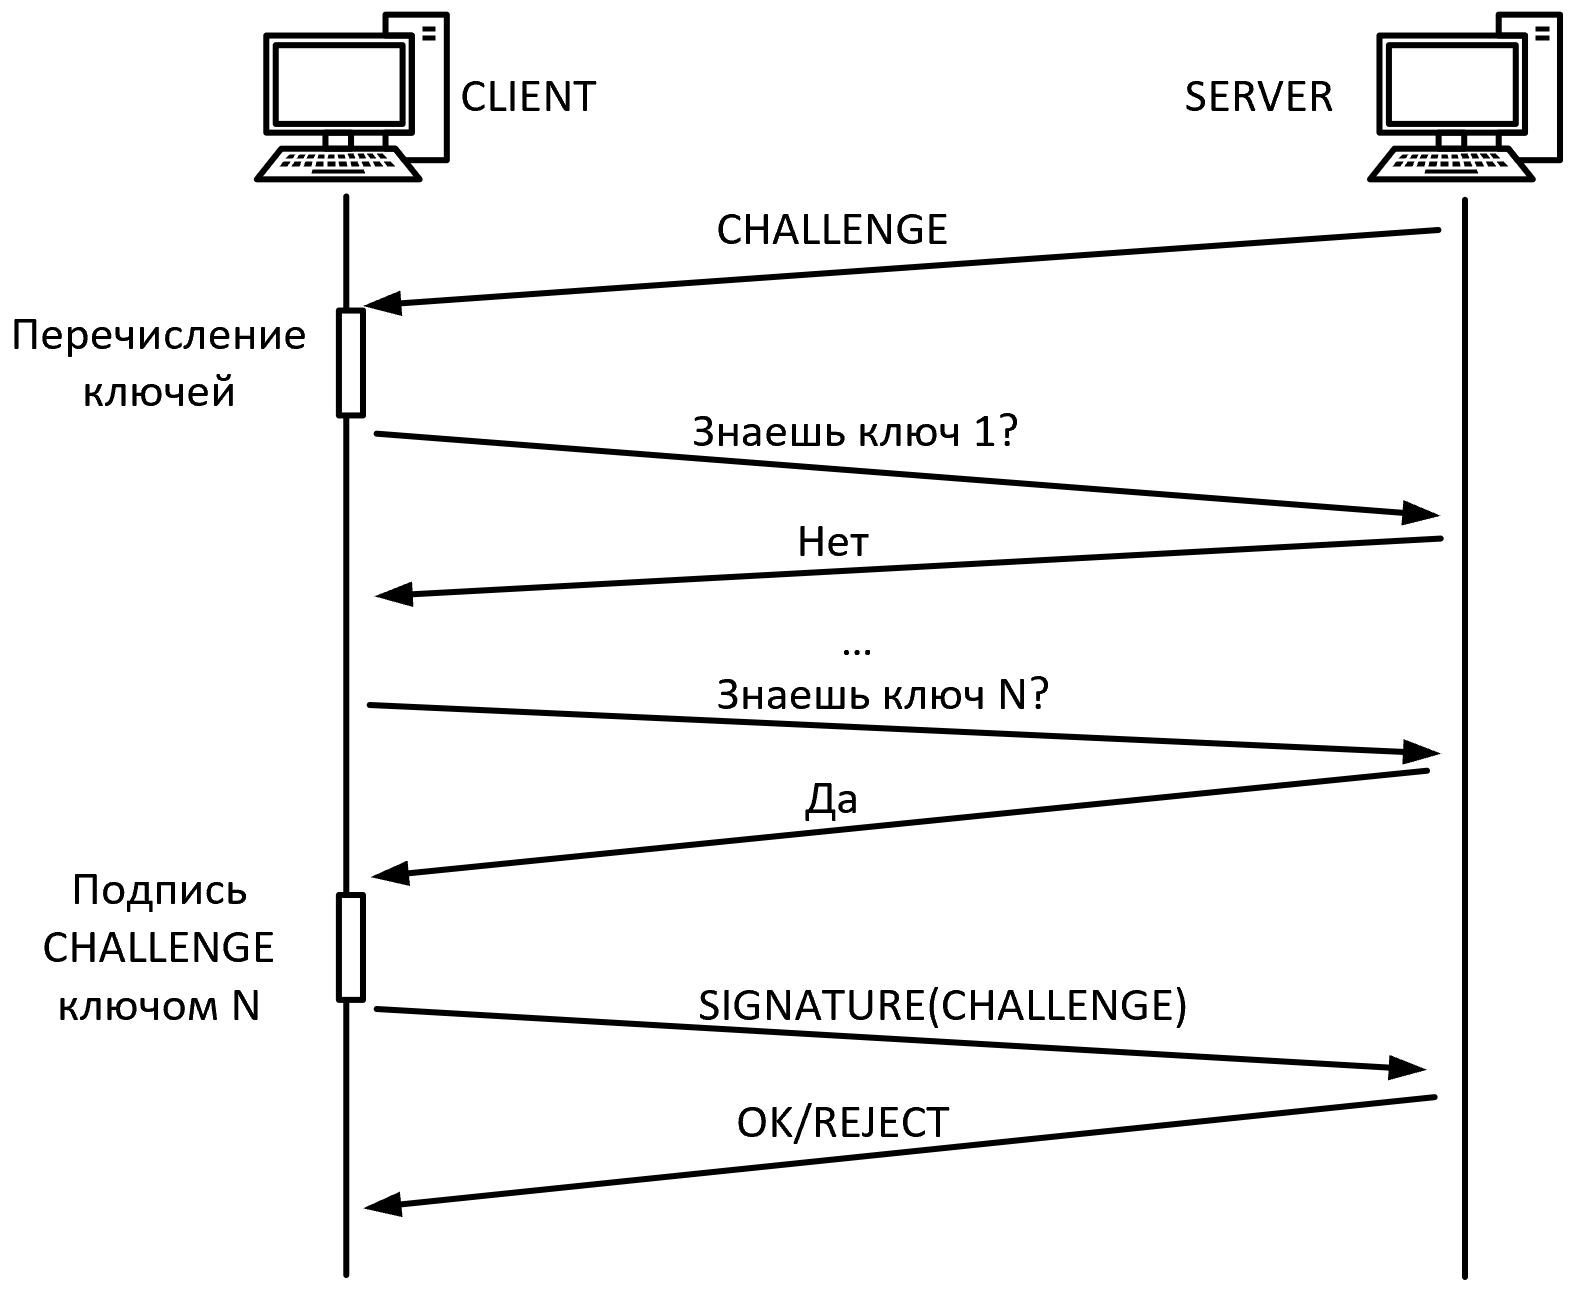 CLIENT
SERVER
CHALLENGE
Перечисление
ключей
Знаешь ключ 1?
Нет
...
Знаешь ключ N?
Да
Подпись
CHALLENGE
ключом N
SIGNATURE(CHALLENGE)
OK/REJECT